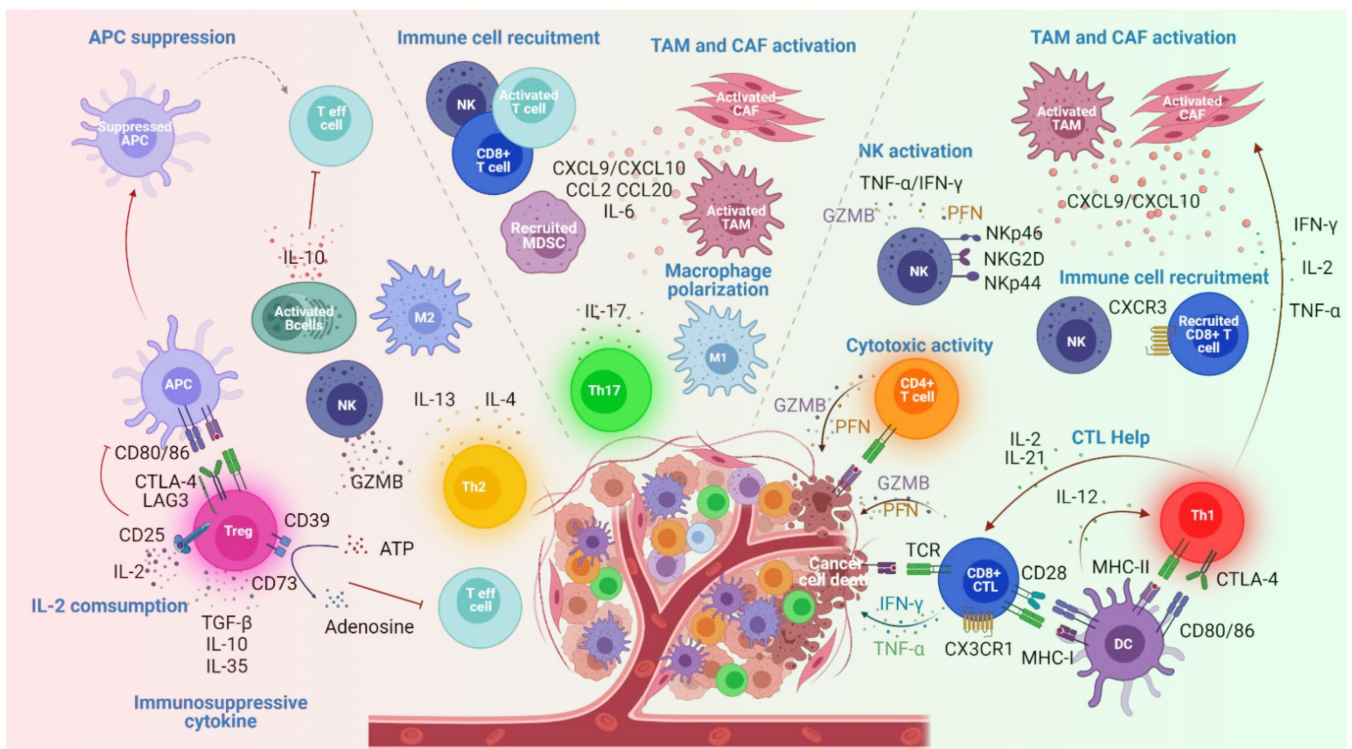 APC suppression
Suppressed
APC
T eff
cell
IL-10
Activated
Bcells
M2
APC
NK
CD80/86
CTLA-4
LAG3
GZMB
IL-13
IL-4
Th2
CD25
Treg
CD39
IL-2
CD73
ATP
IL-2 comsumption
Adenosine
T eff
cell
TGF-β
IL-10
IL-35
Immunosuppressive
cytokine
Immune cell recuitment
TAM and CAF activation
NK
Activated
T cell
CD8+
T cell
Activated
CAF
CXCL9/CXCL10
CCL2 CCL20
IL-6
Recruited
MDSC
Activated
TAM
Macrophage
polarization
IL-17
M1
Th17
TAM and CAF activation
Activated
TAM
Activated
CAF
NK activation
TNF-α/IFN-γ
GZMB
PFN
CXCL9/CXCL10
NK
NKp46
NKG2D
NKp44
IFN-γ
IL-2
TNF-α
Immune cell recruitment
CXCR3
NK
Recruited
CD8+ T
cell
Cytotoxic activity
CD4+
T cell
GZMB
PFN
IL-2
IL-21
CTL Help
GZMB
PFN
IL-12
Th1
Cancer
cell death
TCR
CD8+
CTL
CD28
MHC-II
CTLA-4
IFN-γ
TNF-α
CX3CR1
MHC-I
DC
CD80/86